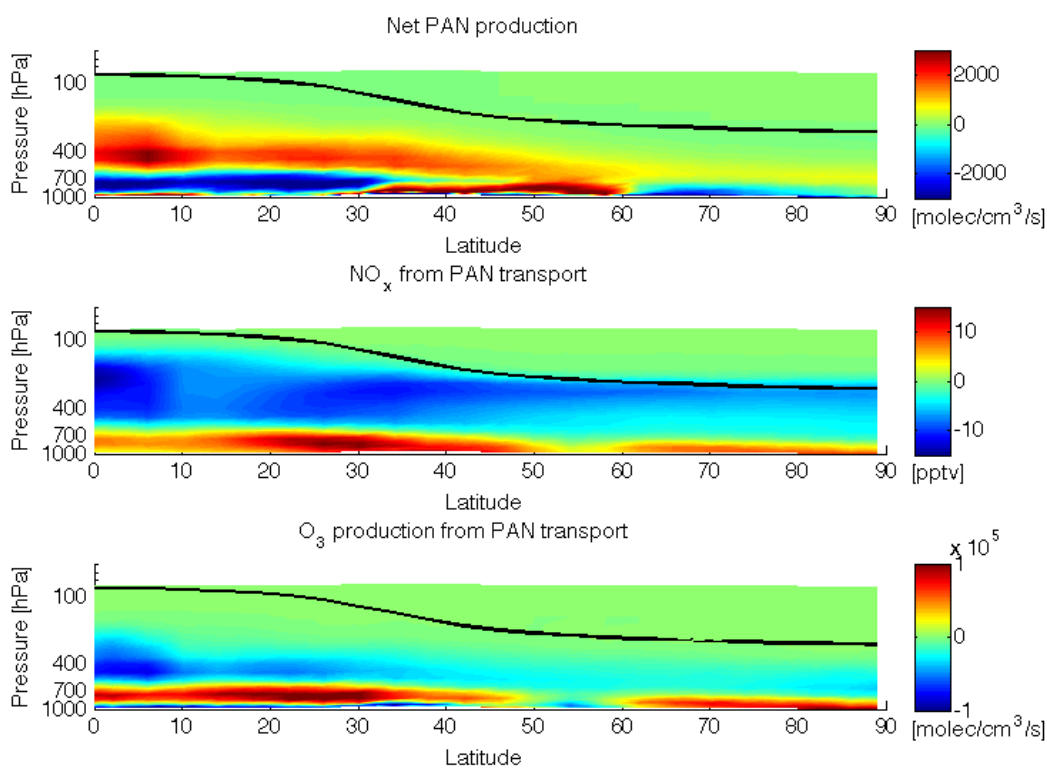 Net PAN production
Pressure [hPa]
100
400
700
1000
0 10 20 30 40 50 60 70 80 90
Latitude
2000
0
-2000
[molec/cm³/s]
NOₓ from PAN transport
Pressure [hPa]
100
400
700
1000
0 10 20 30 40 50 60 70 80 90
Latitude
10
0
-10
[pptv]
O₃ production from PAN transport
Pressure [hPa]
100
400
700
1000
0 10 20 30 40 50 60 70 80 90
Latitude
x 10⁵
1
0
-1
[molec/cm³/s]